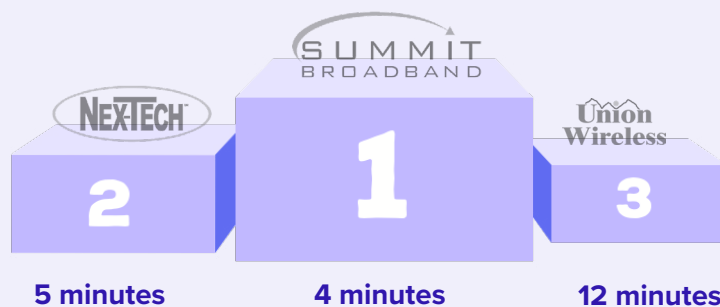 SUMMIT
BROADBAND
NEX-TECH
Union
Wireless
1
2
3
5 minutes
4 minutes
12 minutes